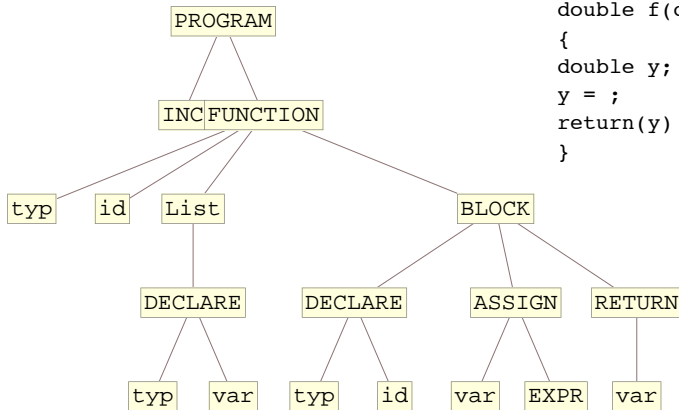 PROGRAM
double f(
{
double y;
y = ;
return(y)
}
INC FUNCTION
typ id List BLOCK
DECLARE DECLARE ASSIGN RETURN
typ var typ id var EXPR var